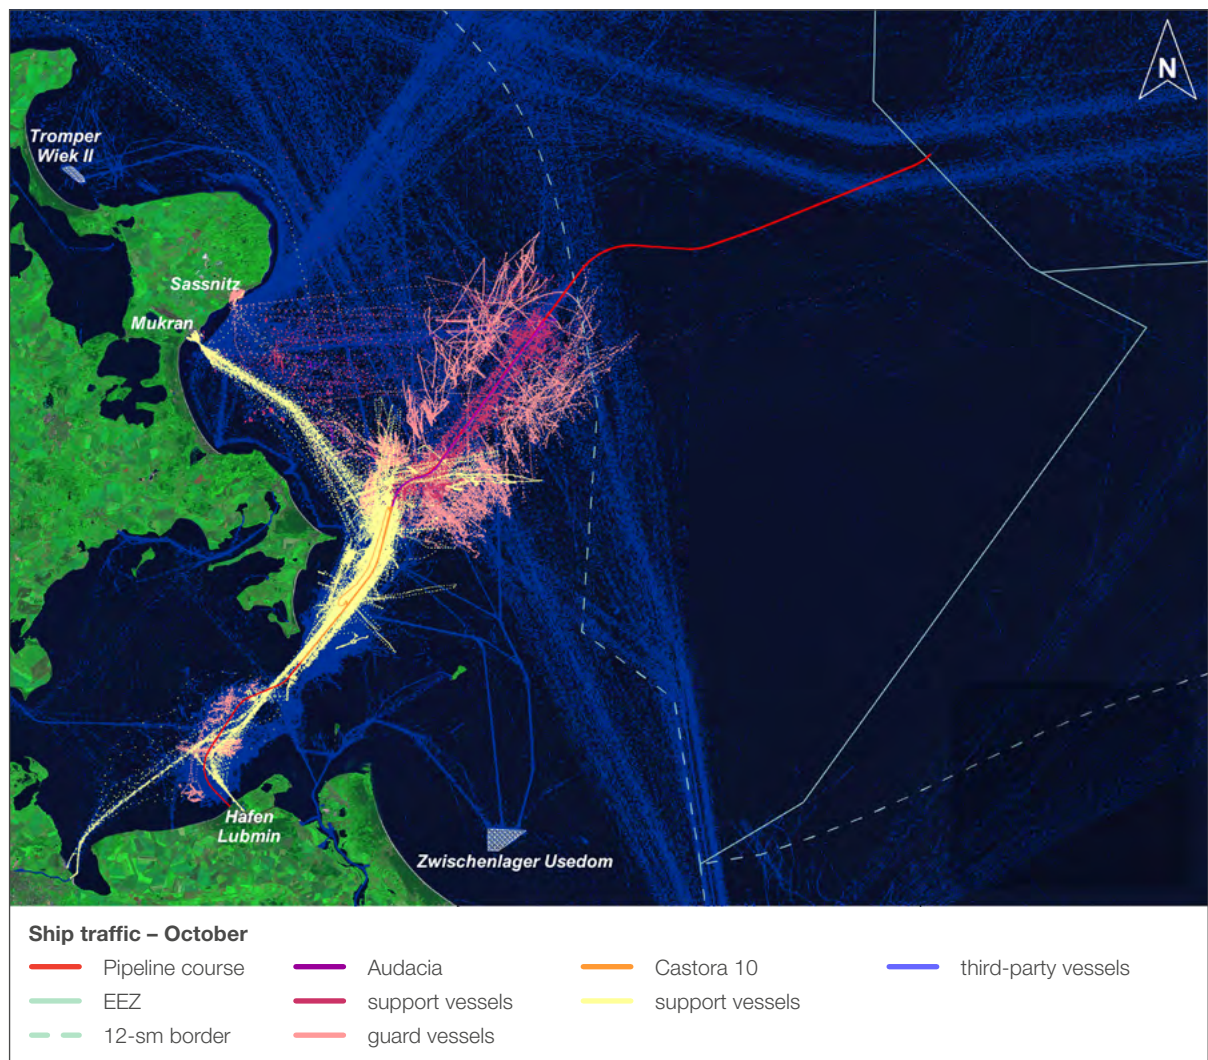 N
Tromper
Wiek II
Sassnitz
Mukran
Hafen
Lubmin
Zwischenlager Usedom
Ship traffic – October
Pipeline course
Audacia
Castora 10
third-party vessels
EEZ
support vessels
support vessels
12-sm border
guard vessels